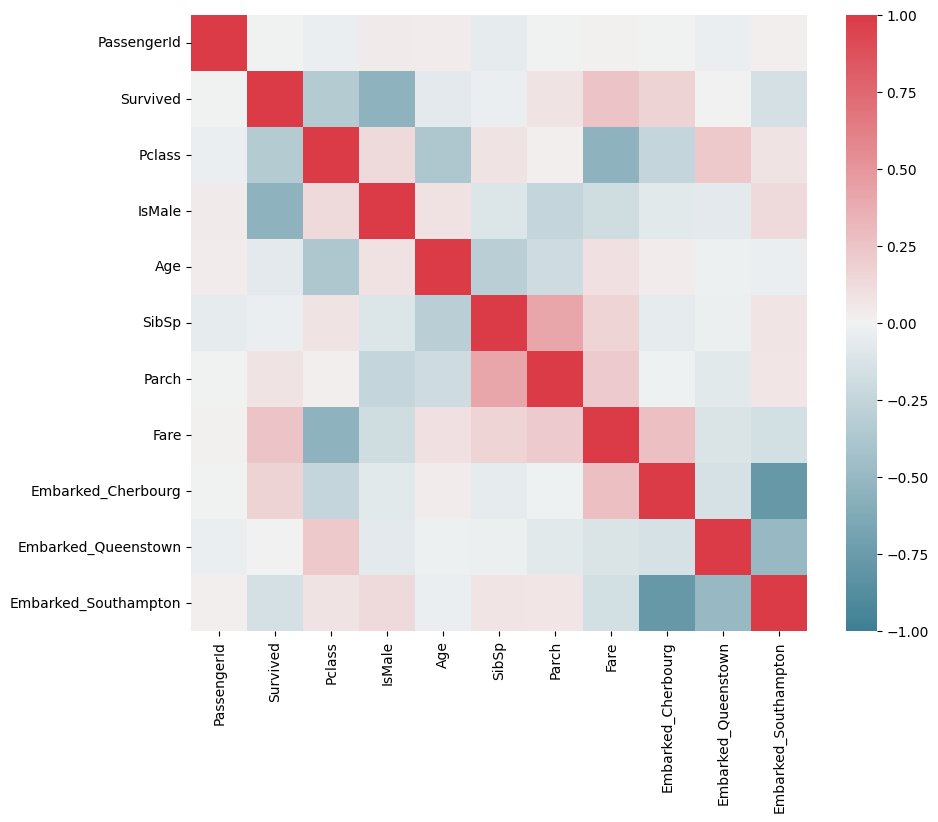 PassengerId
Survived
Pclass
IsMale
Age
SibSp
Parch
Fare
Embarked_Cherbourg
Embarked_Queenstown
Embarked_Southampton
PassengerId
Survived
Pclass
IsMale
Age
SibSp
Parch
Fare
Embarked_Cherbourg
Embarked_Queenstown
Embarked_Southampton
1.00
0.75
0.50
0.25
0.00
−0.25
−0.50
−0.75
−1.00